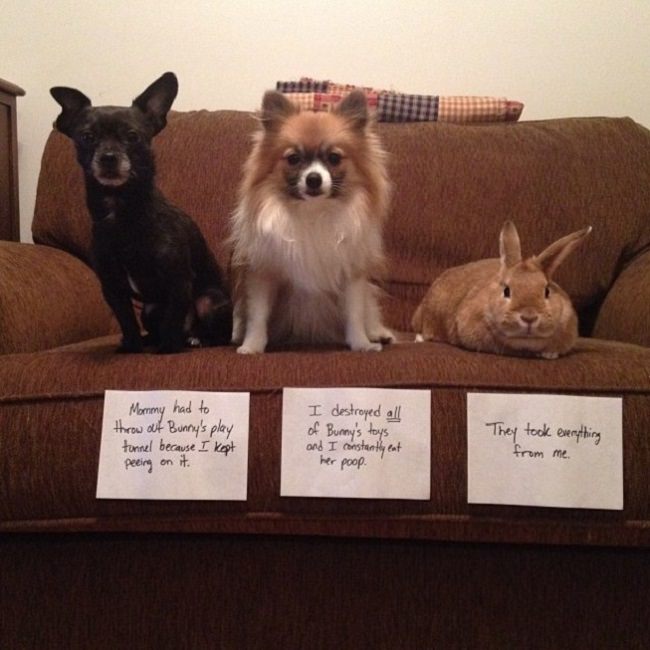 Mommy had to
throw out Bunny's play
tunnel because I kept
peeing on it.
I destroyed all
of Bunny's toys
and I constantly eat
her poop.
They took everything
from me.